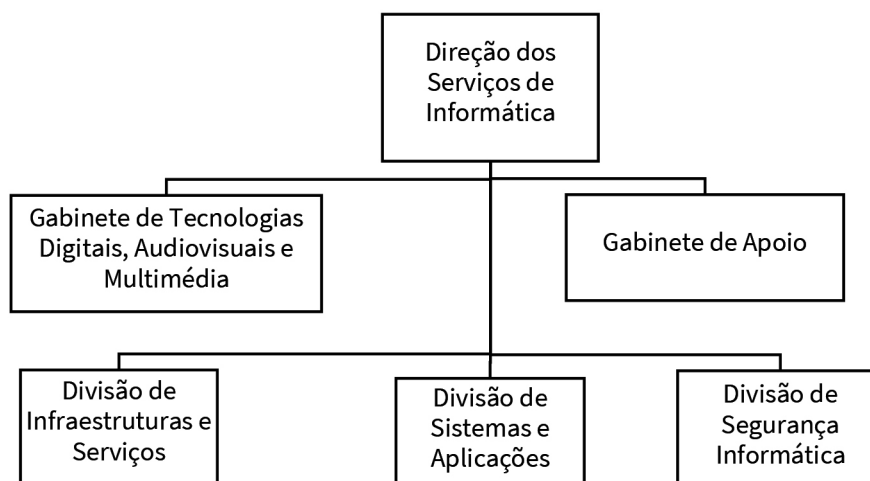 Direção dos
Serviços de
Informática
Gabinete de Tecnologias
Digitais, Audiovisuais e
Multimédia
Gabinete de Apoio
Divisão de
Infraestruturas e
Serviços
Divisão de
Sistemas e
Aplicações
Divisão de
Segurança
Informática